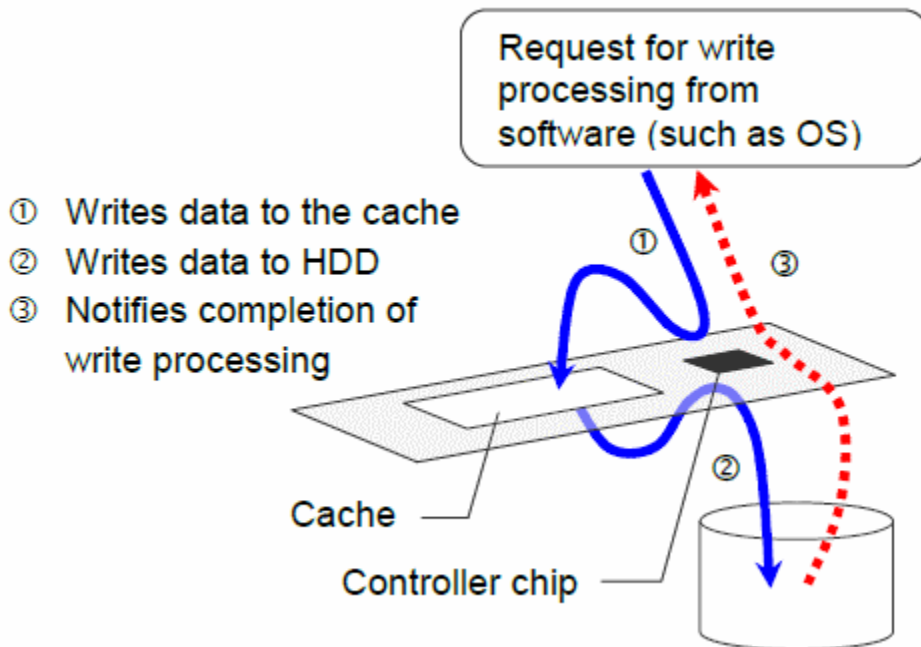 Request for write
processing from
software (such as OS)
① Writes data to the cache
② Writes data to HDD
③ Notifies completion of
write processing
①
③
②
Cache
Controller chip